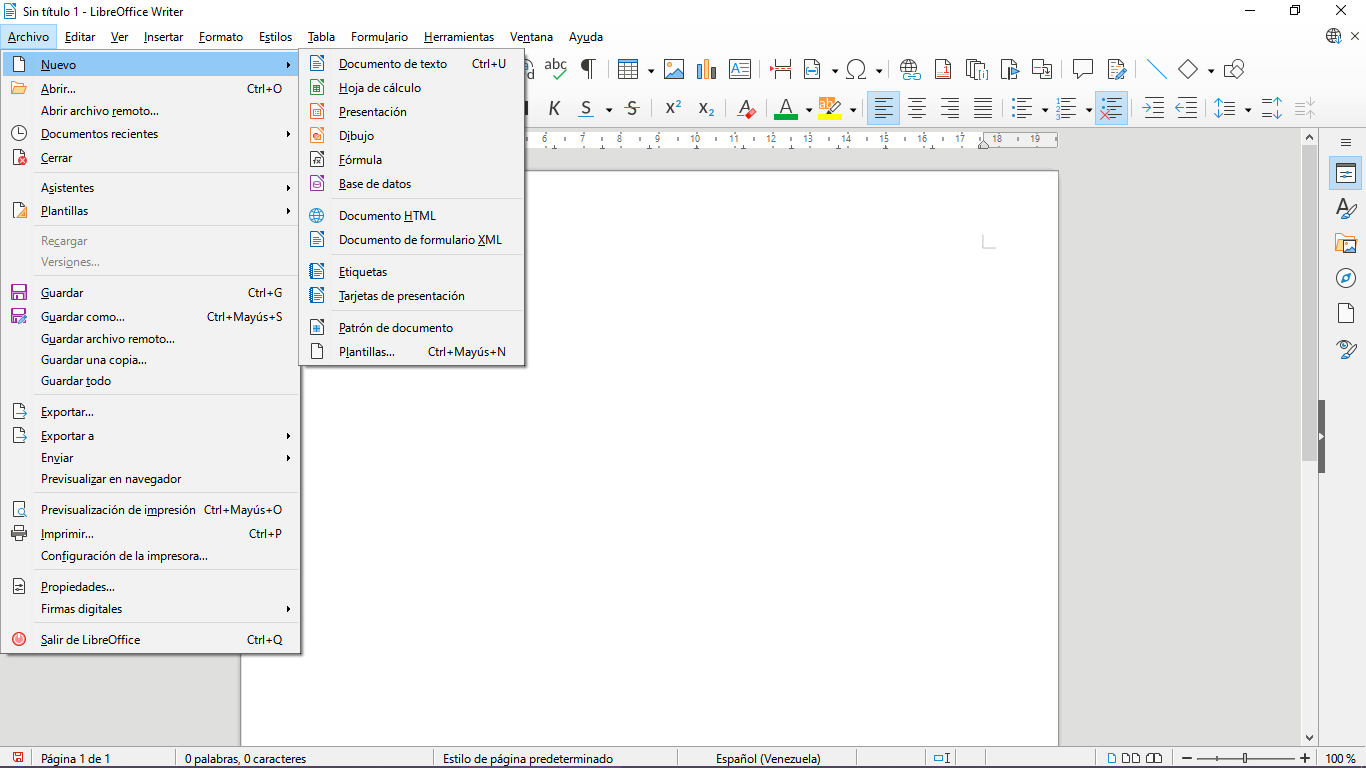 Sin título 1 - LibreOffice Writer
Archivo Editar Ver Insertar Formato Estilos Tabla Formulario Herramientas Ventana Ayuda
Nuevo
Abrir... Ctrl+O
Abrir archivo remoto...
Documentos recientes
Cerrar
Asistentes
Plantillas
Recargar
Versiones...
Guardar Ctrl+G
Guardar como... Ctrl+Mayús+S
Guardar archivo remoto...
Guardar una copia...
Guardar todo
Exportar...
Exportar a
Enviar
Previsualizar en navegador
Previsualización de impresión Ctrl+Mayús+O
Imprimir... Ctrl+P
Configuración de la impresora...
Propiedades...
Firmas digitales
Salir de LibreOffice Ctrl+Q
Documento de texto Ctrl+U
Hoja de cálculo
Presentación
Dibujo
Fórmula
Base de datos
Documento HTML
Documento de formulario XML
Etiquetas
Tarjetas de presentación
Patrón de documento
Plantillas... Ctrl+Mayús+N
abc
K S S X² X₂ A A ab
6 7 8 9 10 11 12 13 14 15 16 17 18 19
Página 1 de 1 0 palabras, 0 caracteres Estilo de página predeterminado Español (Venezuela) 100 %